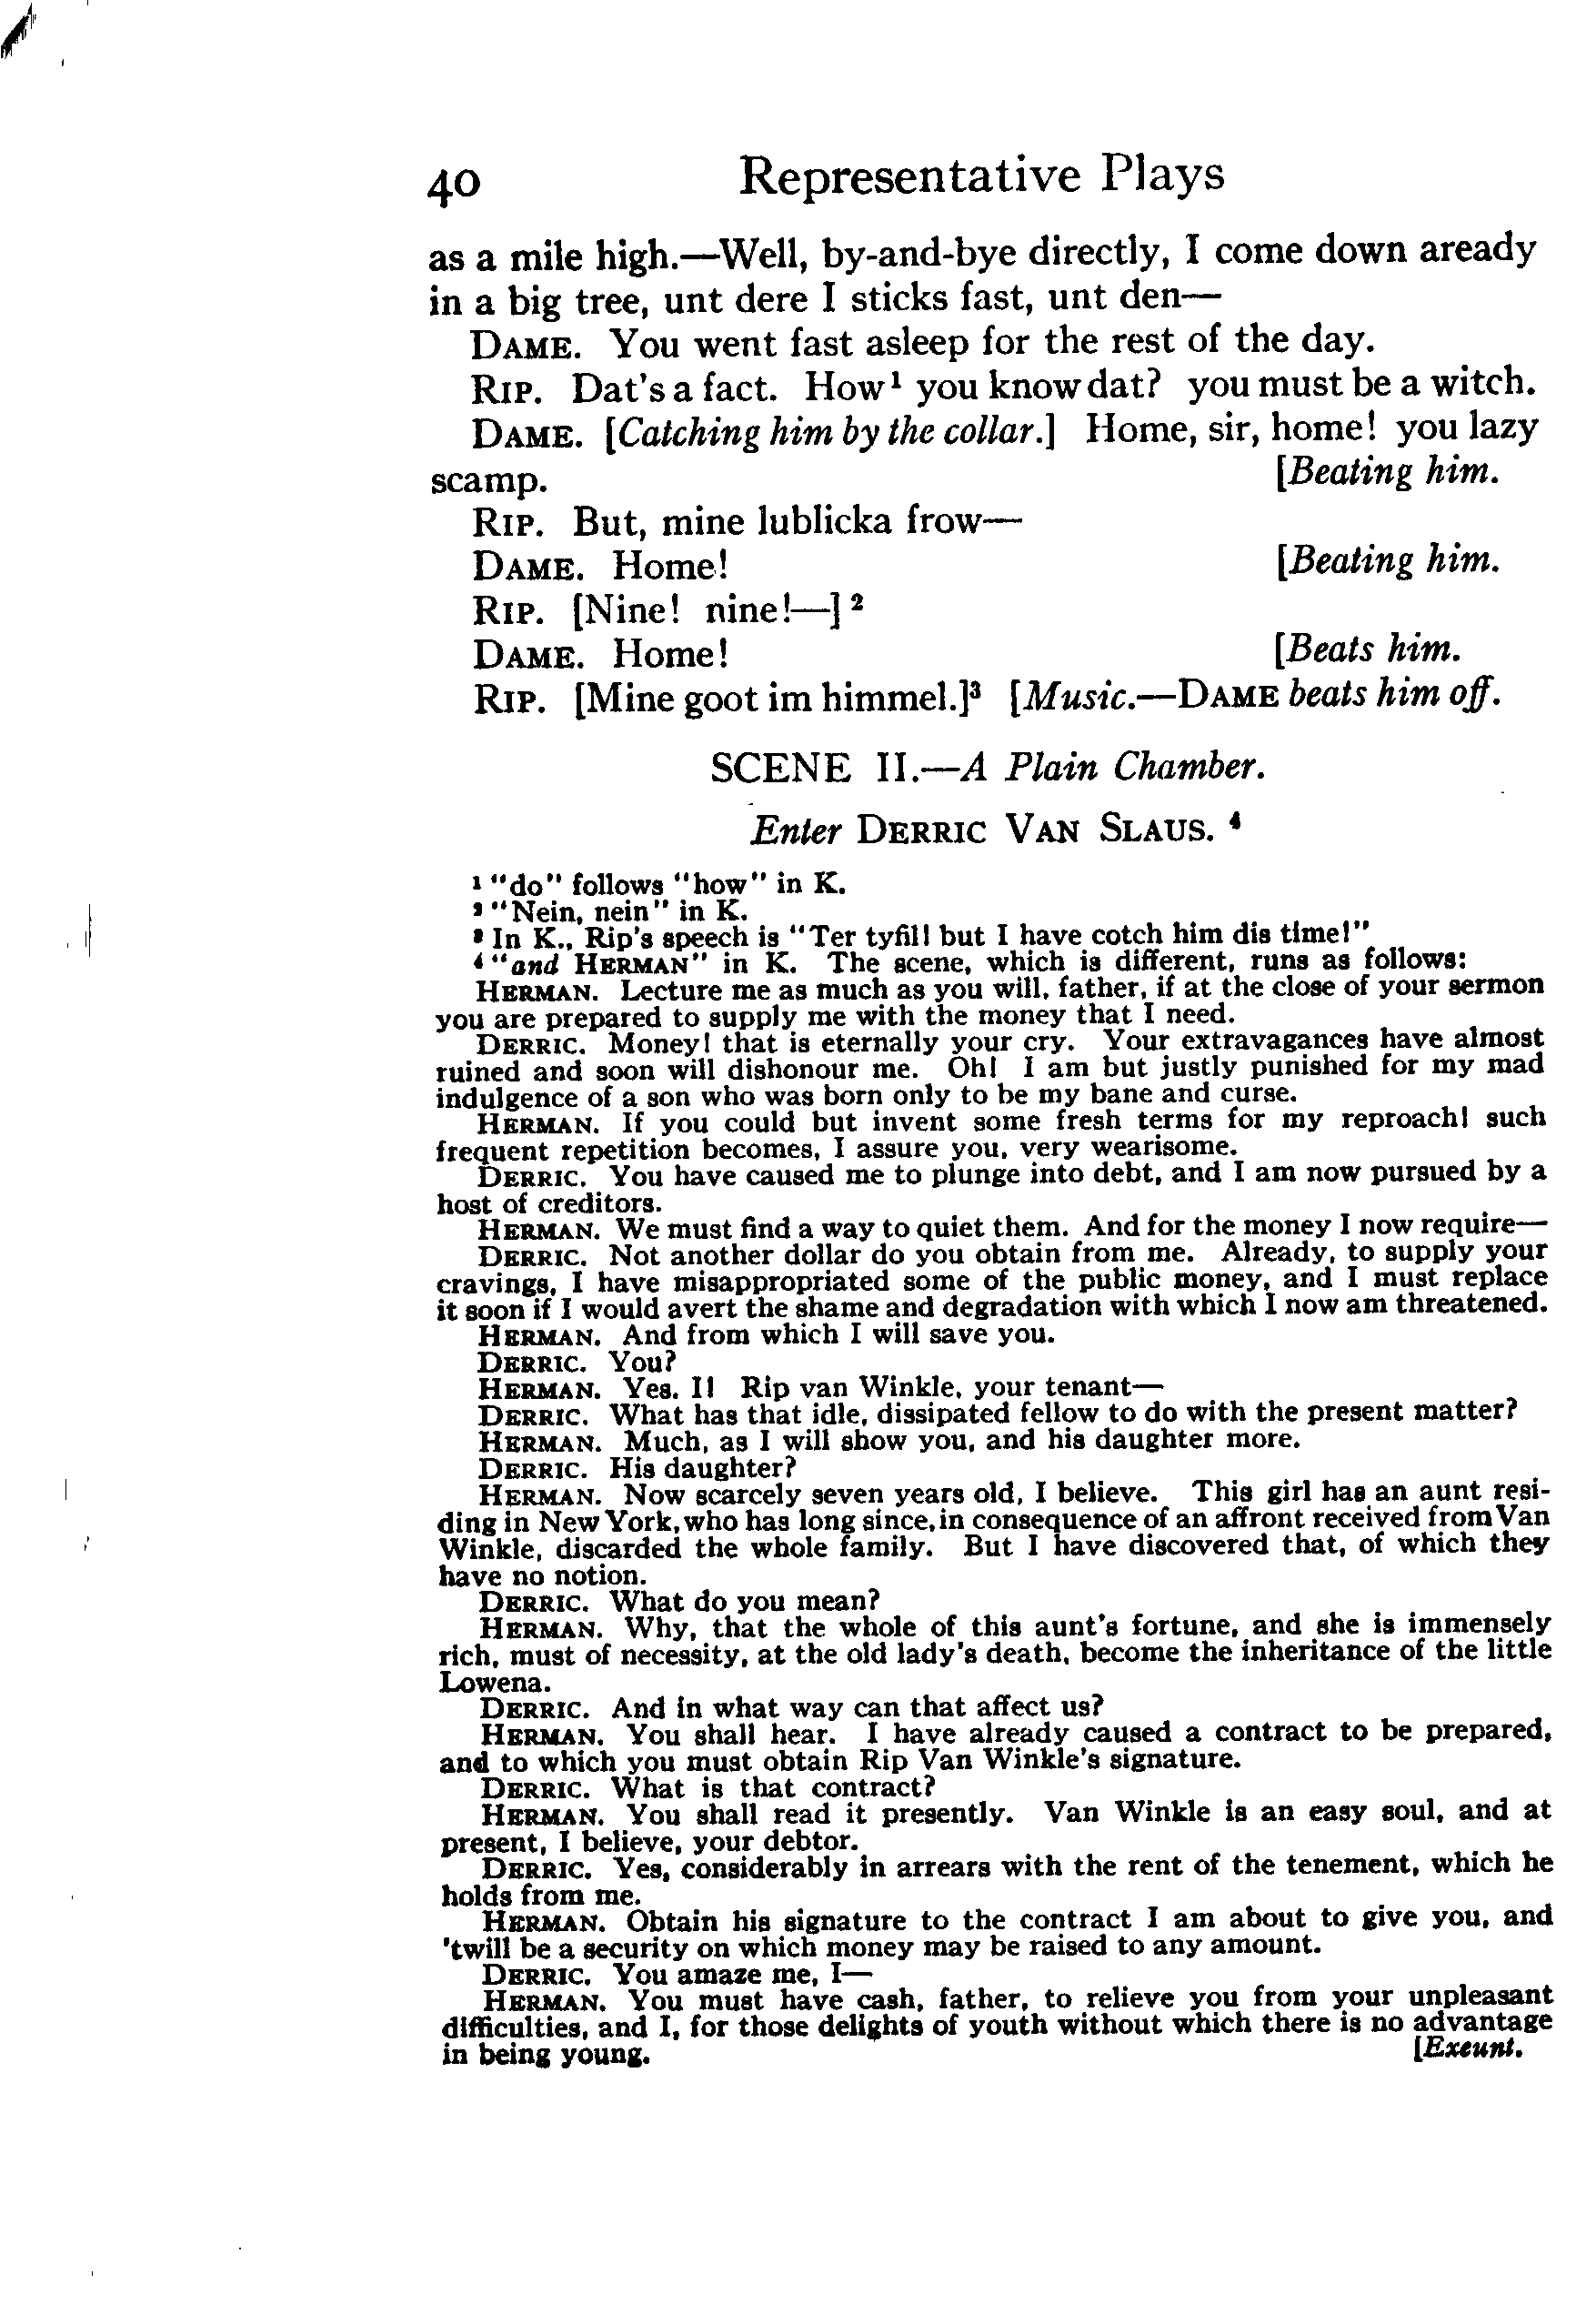 40 Representative Plays
as a mile high.—Well, by-and-bye directly, I come down aready
in a big tree, unt dere I sticks fast, unt den—
DAME. You went fast asleep for the rest of the day.
RIP. Dat's a fact. How¹ you know dat? you must be a witch.
DAME. [Catching him by the collar.] Home, sir, home! you lazy
scamp. [Beating him.
RIP. But, mine lublicka frow—
DAME. Home! [Beating him.
RIP. [Nine! nine!—]²
DAME. Home! [Beats him.
RIP. [Mine goot im himmel.]³ [Music.—DAME beats him off.
SCENE II.—A Plain Chamber.
Enter DERRIC VAN SLAUS. ⁴
¹ "do" follows "how" in K.
² "Nein, nein" in K.
³ In K., Rip's speech is "Ter tyfil! but I have cotch him dis time!"
⁴ "and HERMAN" in K. The scene, which is different, runs as follows:
HERMAN. Lecture me as much as you will, father, if at the close of your sermon
you are prepared to supply me with the money that I need.
DERRIC. Money! that is eternally your cry. Your extravagances have almost
ruined and soon will dishonour me. Oh! I am but justly punished for my mad
indulgence of a son who was born only to be my bane and curse.
HERMAN. If you could but invent some fresh terms for my reproach! such
frequent repetition becomes, I assure you, very wearisome.
DERRIC. You have caused me to plunge into debt, and I am now pursued by a
host of creditors.
HERMAN. We must find a way to quiet them. And for the money I now require—
DERRIC. Not another dollar do you obtain from me. Already, to supply your
cravings, I have misappropriated some of the public money, and I must replace
it soon if I would avert the shame and degradation with which I now am threatened.
HERMAN. And from which I will save you.
DERRIC. You?
HERMAN. Yes. I! Rip van Winkle, your tenant—
DERRIC. What has that idle, dissipated fellow to do with the present matter?
HERMAN. Much, as I will show you, and his daughter more.
DERRIC. His daughter?
HERMAN. Now scarcely seven years old, I believe. This girl has an aunt resi-
ding in New York, who has long since, in consequence of an affront received from Van
Winkle, discarded the whole family. But I have discovered that, of which they
have no notion.
DERRIC. What do you mean?
HERMAN. Why, that the whole of this aunt's fortune, and she is immensely
rich, must of necessity, at the old lady's death, become the inheritance of the little
Lowena.
DERRIC. And in what way can that affect us?
HERMAN. You shall hear. I have already caused a contract to be prepared,
and to which you must obtain Rip Van Winkle's signature.
DERRIC. What is that contract?
HERMAN. You shall read it presently. Van Winkle is an easy soul, and at
present, I believe, your debtor.
DERRIC. Yes, considerably in arrears with the rent of the tenement, which he
holds from me.
HERMAN. Obtain his signature to the contract I am about to give you, and
'twill be a security on which money may be raised to any amount.
DERRIC. You amaze me, I—
HERMAN. You must have cash, father, to relieve you from your unpleasant
difficulties, and I, for those delights of youth without which there is no advantage
in being young. [Exeunt.